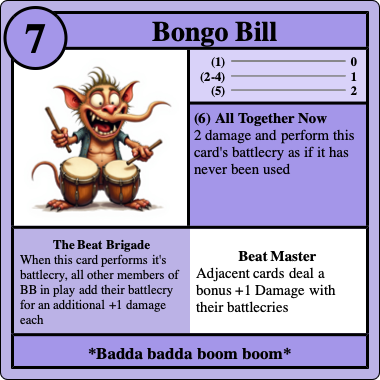 7
Bongo Bill
(1) 0
(2-4) 1
(5) 2
(6) All Together Now
2 damage and perform this
card's battlecry as if it has
never been used
The Beat Brigade
When this card performs it's
battlecry, all other members of
BB in play add their battlecry
for an additional +1 damage
each
Beat Master
Adjacent cards deal a
bonus +1 Damage with
their battlecries
*Badda badda boom boom*